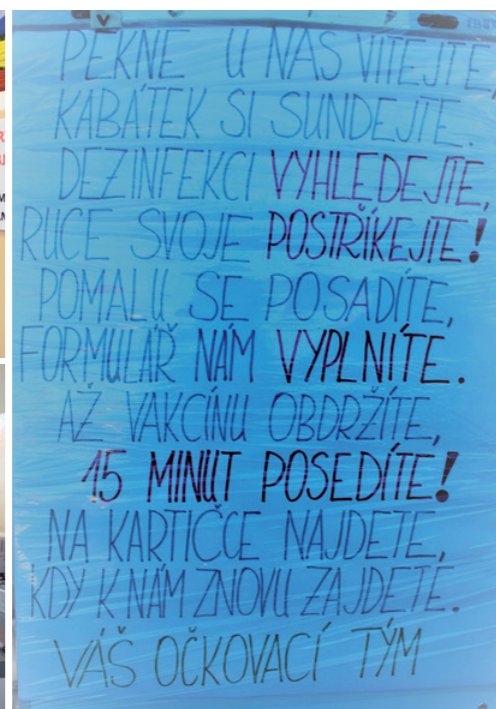 PĚKNĚ U NÁS VÍTEJTE,
KABÁTEK SI SUNDEJTE.
DEZINFEKCI VYHLEDEJTE,
RUCE SVOJE POSTŘÍKEJTE!
POMALU SE POSADÍTE,
FORMULÁŘ NÁM VYPLNÍTE.
AŽ VAKCÍNU OBDRŽÍTE,
15 MINUT POSEDÍTE!
NA KARTIČCE NAJDETE,
KDY K NÁM ZNOVU ZAJDETE.
VÁŠ OČKOVACÍ TÝM